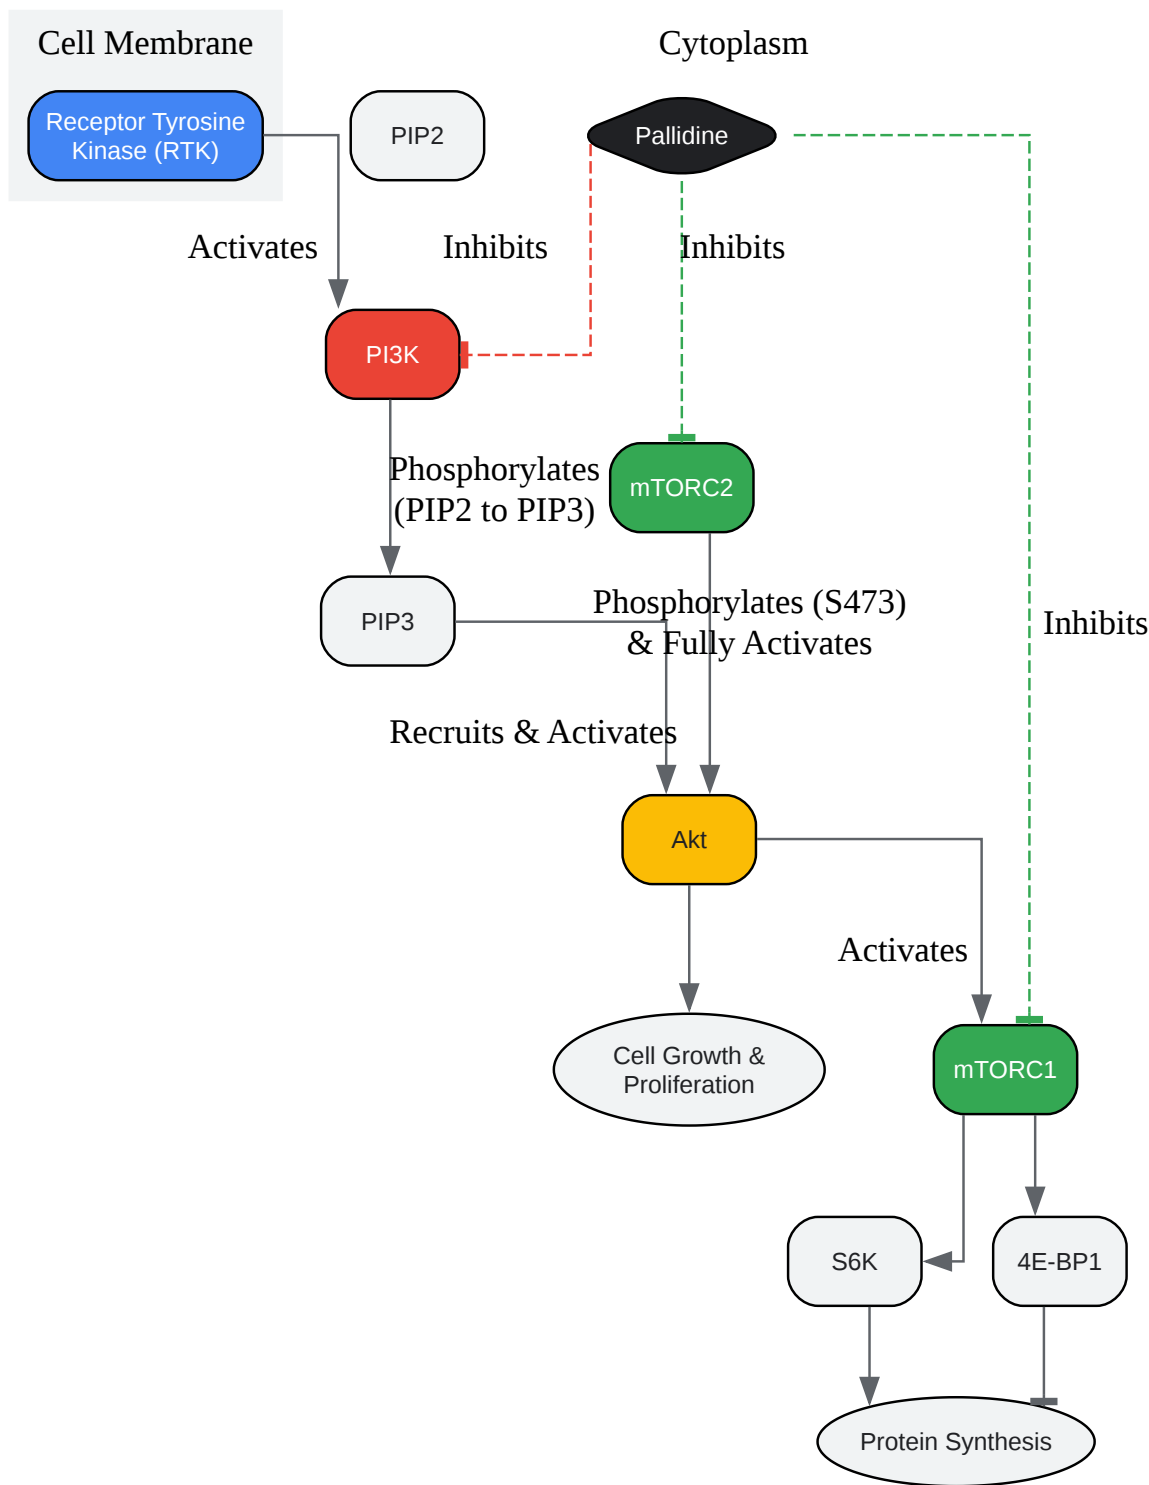 Cell Membrane
Cytoplasm
Receptor Tyrosine
Kinase (RTK)
PIP2
Pallidine
Activates
Inhibits
Inhibits
PI3K
Phosphorylates
(PIP2 to PIP3)
mTORC2
PIP3
Phosphorylates (S473)
& Fully Activates
Inhibits
Recruits & Activates
Akt
Activates
Cell Growth &
Proliferation
mTORC1
S6K
4E-BP1
Protein Synthesis